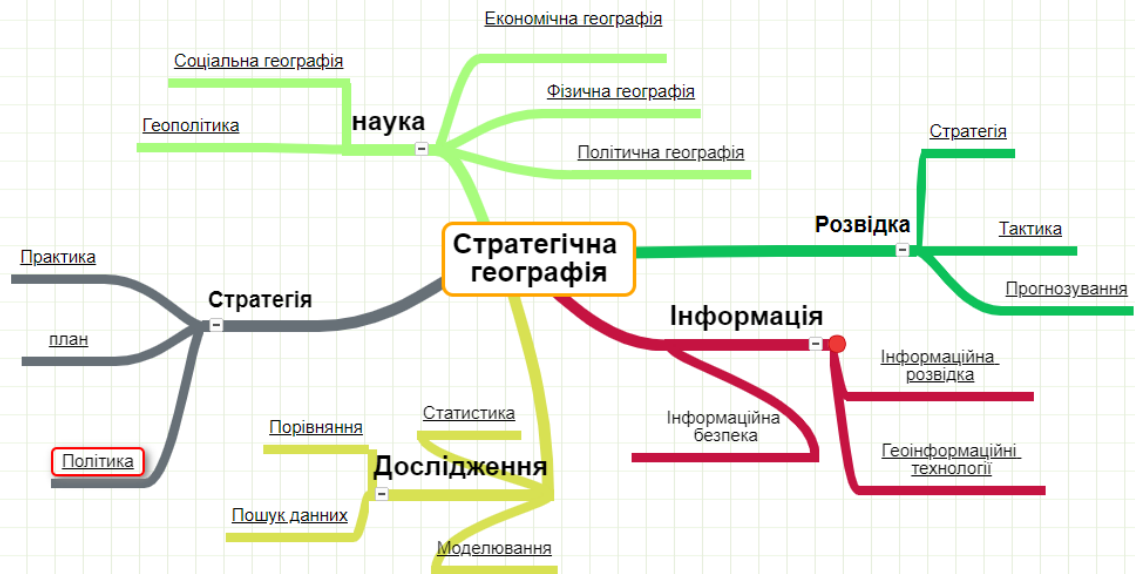 Економічна географія
Соціальна географія
Фізична географія
Геополітика
наука
Політична географія
Стратегія
Розвідка
Тактика
Прогнозування
Стратегічна
географія
Практика
Стратегія
план
Політика
Інформація
Інформаційна
розвідка
Інформаційна
безпека
Геоінформаційні
технології
Статистика
Порівняння
Дослідження
Пошук данних
Моделювання